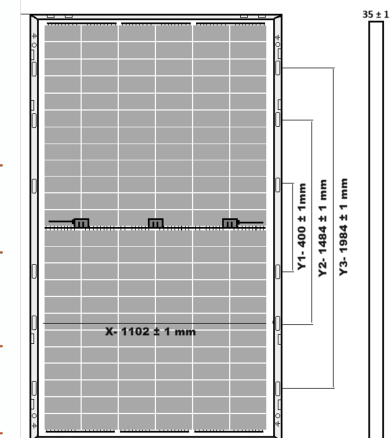 35 ± 1
Y1- 400 ± 1mm
Y2- 1484 ± 1 mm
Y3- 1984 ± 1 mm
X- 1102 ± 1 mm